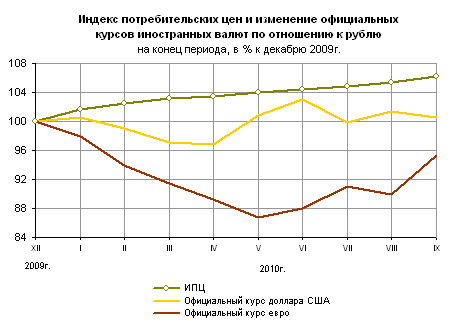 Индекс потребительских цен и изменение официальных
курсов иностранных валют по отношению к рублю
на конец периода, в % к декабрю 2009г.
108
104
100
96
92
88
84
XII I II III IV V VI VII VIII IX
2009г. 2010г.
ИПЦ
Официальный курс доллара США
Официальный курс евро